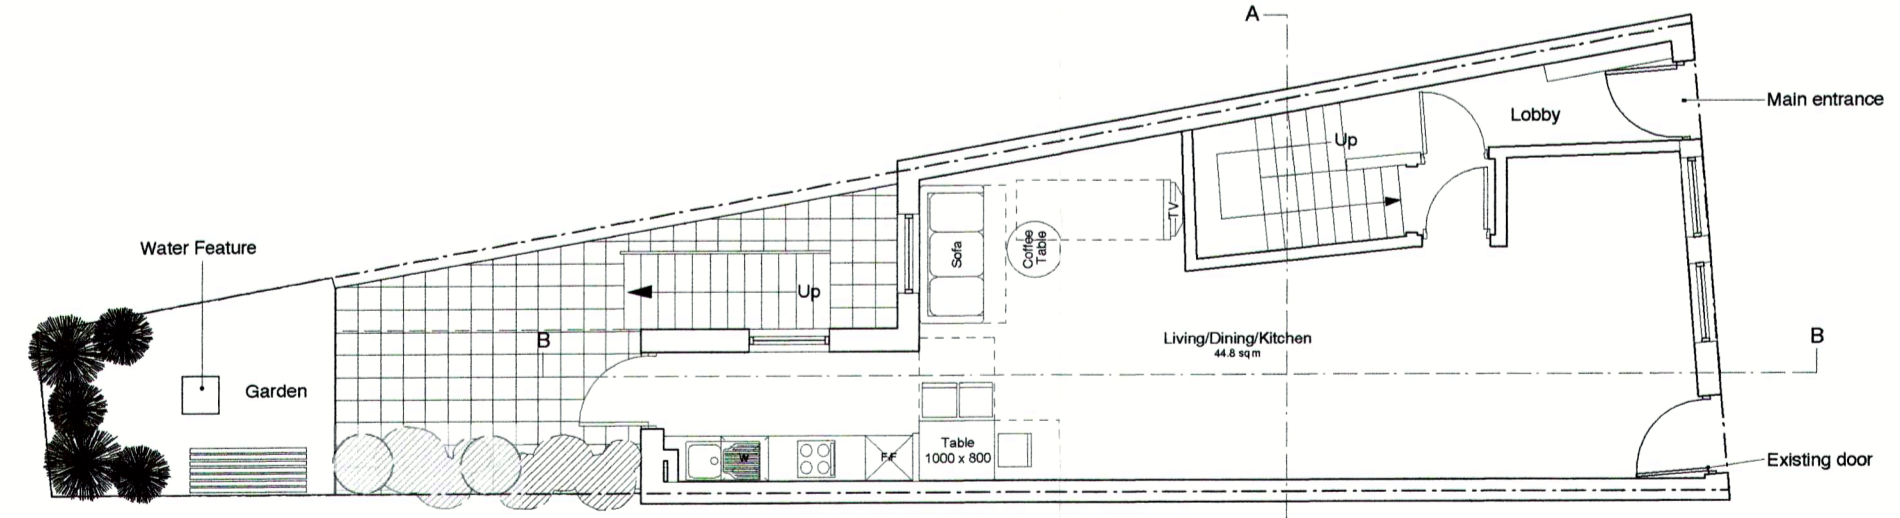 A
Main entrance
Lobby
Up
TV
Water Feature
Sofa
Coffee
Table
Up
B
Living/Dining/Kitchen
44.8 sq m
B
Garden
Table
1000 x 800
W
F/F
Existing door